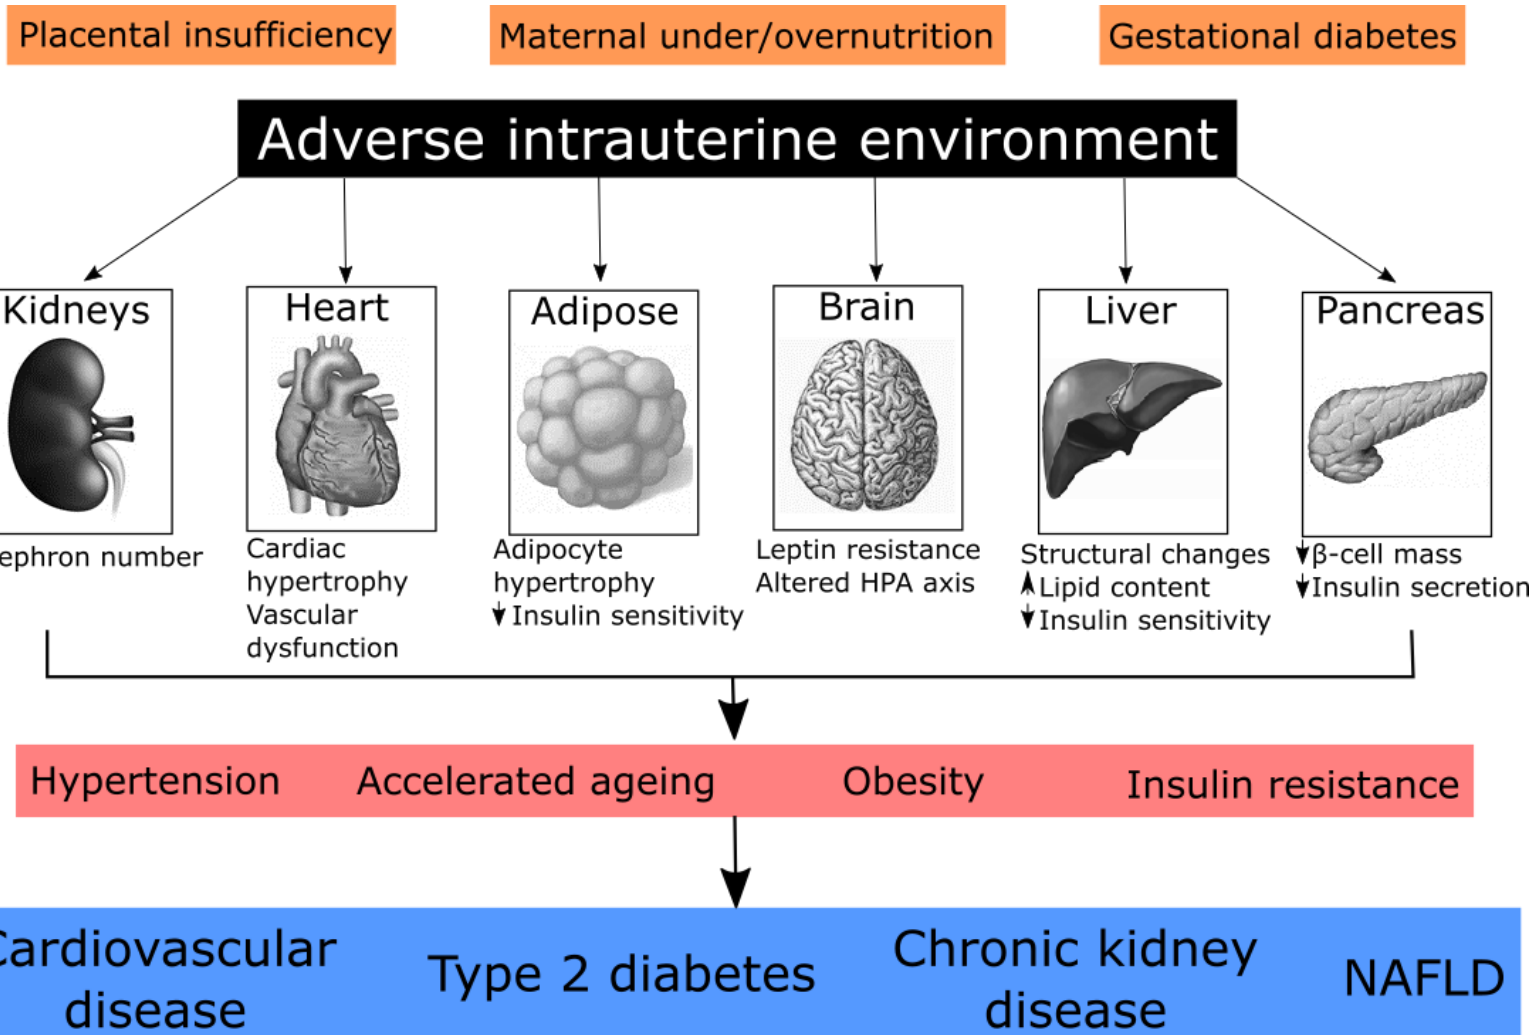 Placental insufficiency
Maternal under/overnutrition
Gestational diabetes
Adverse intrauterine environment
Kidneys
Heart
Adipose
Brain
Liver
Pancreas
ephron number
Cardiac
hypertrophy
Vascular
dysfunction
Adipocyte
hypertrophy
↓ Insulin sensitivity
Leptin resistance
Altered HPA axis
Structural changes
↑ Lipid content
↓ Insulin sensitivity
↓ β-cell mass
↓ Insulin secretion
Hypertension
Accelerated ageing
Obesity
Insulin resistance
Cardiovascular
disease
Type 2 diabetes
Chronic kidney
disease
NAFLD